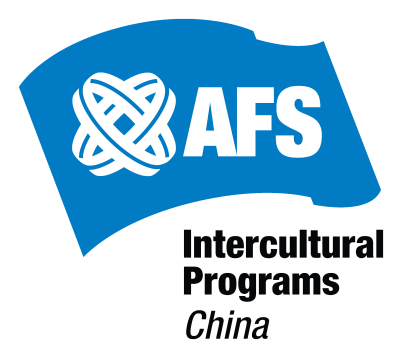 AFS
Intercultural
Programs
China